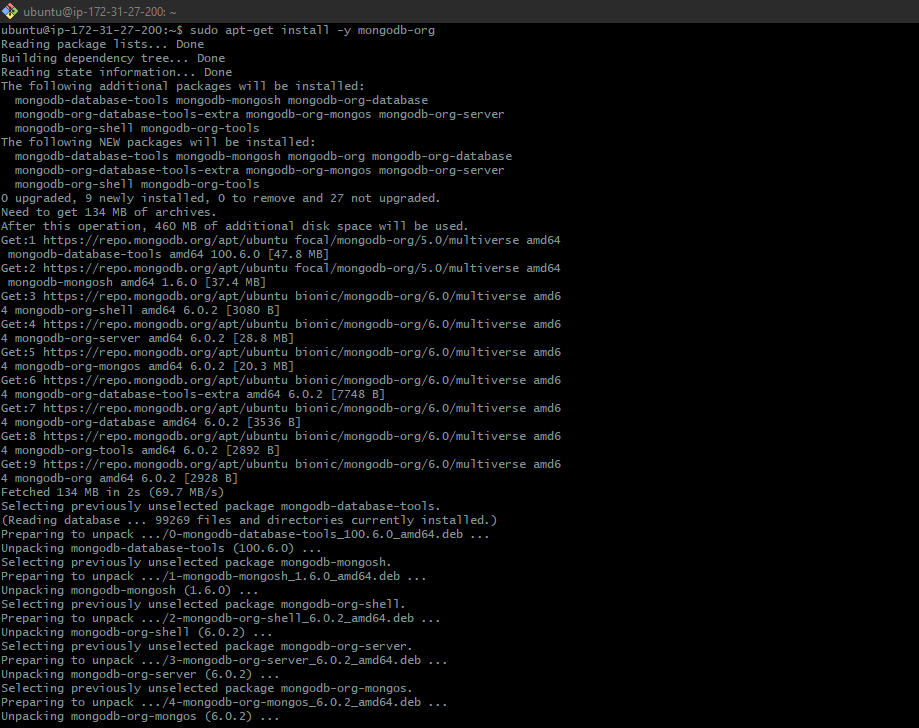 ubuntu@ip-172-31-27-200: ~
ubuntu@ip-172-31-27-200:~$ sudo apt-get install -y mongodb-org
Reading package lists... Done
Building dependency tree... Done
Reading state information... Done
The following additional packages will be installed:
  mongodb-database-tools mongodb-mongosh mongodb-org-database
  mongodb-org-database-tools-extra mongodb-org-mongos mongodb-org-server
  mongodb-org-shell mongodb-org-tools
The following NEW packages will be installed:
  mongodb-database-tools mongodb-mongosh mongodb-org mongodb-org-database
  mongodb-org-database-tools-extra mongodb-org-mongos mongodb-org-server
  mongodb-org-shell mongodb-org-tools
0 upgraded, 9 newly installed, 0 to remove and 27 not upgraded.
Need to get 134 MB of archives.
After this operation, 460 MB of additional disk space will be used.
Get:1 https://repo.mongodb.org/apt/ubuntu focal/mongodb-org/5.0/multiverse amd64
 mongodb-database-tools amd64 100.6.0 [47.8 MB]
Get:2 https://repo.mongodb.org/apt/ubuntu focal/mongodb-org/5.0/multiverse amd64
 mongodb-mongosh amd64 1.6.0 [37.4 MB]
Get:3 https://repo.mongodb.org/apt/ubuntu bionic/mongodb-org/6.0/multiverse amd6
4 mongodb-org-shell amd64 6.0.2 [3080 B]
Get:4 https://repo.mongodb.org/apt/ubuntu bionic/mongodb-org/6.0/multiverse amd6
4 mongodb-org-server amd64 6.0.2 [28.8 MB]
Get:5 https://repo.mongodb.org/apt/ubuntu bionic/mongodb-org/6.0/multiverse amd6
4 mongodb-org-mongos amd64 6.0.2 [20.3 MB]
Get:6 https://repo.mongodb.org/apt/ubuntu bionic/mongodb-org/6.0/multiverse amd6
4 mongodb-org-database-tools-extra amd64 6.0.2 [7748 B]
Get:7 https://repo.mongodb.org/apt/ubuntu bionic/mongodb-org/6.0/multiverse amd6
4 mongodb-org-database amd64 6.0.2 [3536 B]
Get:8 https://repo.mongodb.org/apt/ubuntu bionic/mongodb-org/6.0/multiverse amd6
4 mongodb-org-tools amd64 6.0.2 [2892 B]
Get:9 https://repo.mongodb.org/apt/ubuntu bionic/mongodb-org/6.0/multiverse amd6
4 mongodb-org amd64 6.0.2 [2928 B]
Fetched 134 MB in 2s (69.7 MB/s)
Selecting previously unselected package mongodb-database-tools.
(Reading database ... 99269 files and directories currently installed.)
Preparing to unpack .../0-mongodb-database-tools_100.6.0_amd64.deb ...
Unpacking mongodb-database-tools (100.6.0) ...
Selecting previously unselected package mongodb-mongosh.
Preparing to unpack .../1-mongodb-mongosh_1.6.0_amd64.deb ...
Unpacking mongodb-mongosh (1.6.0) ...
Selecting previously unselected package mongodb-org-shell.
Preparing to unpack .../2-mongodb-org-shell_6.0.2_amd64.deb ...
Unpacking mongodb-org-shell (6.0.2) ...
Selecting previously unselected package mongodb-org-server.
Preparing to unpack .../3-mongodb-org-server_6.0.2_amd64.deb ...
Unpacking mongodb-org-server (6.0.2) ...
Selecting previously unselected package mongodb-org-mongos.
Preparing to unpack .../4-mongodb-org-mongos_6.0.2_amd64.deb ...
Unpacking mongodb-org-mongos (6.0.2) ...